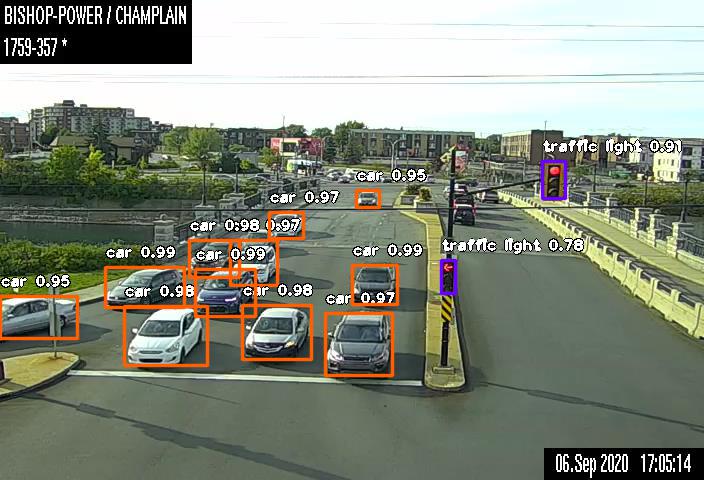 BISHOP-POWER / CHAMPLAIN
1759-357 *
traffic light 0.91
car 0.95
car 0.97
car 0.98
0.97
car 0.99
car 0.99
car 0.99
traffic light 0.78
car 0.95
car 0.98
car 0.98
car 0.97
06.Sep 2020 17:05:14